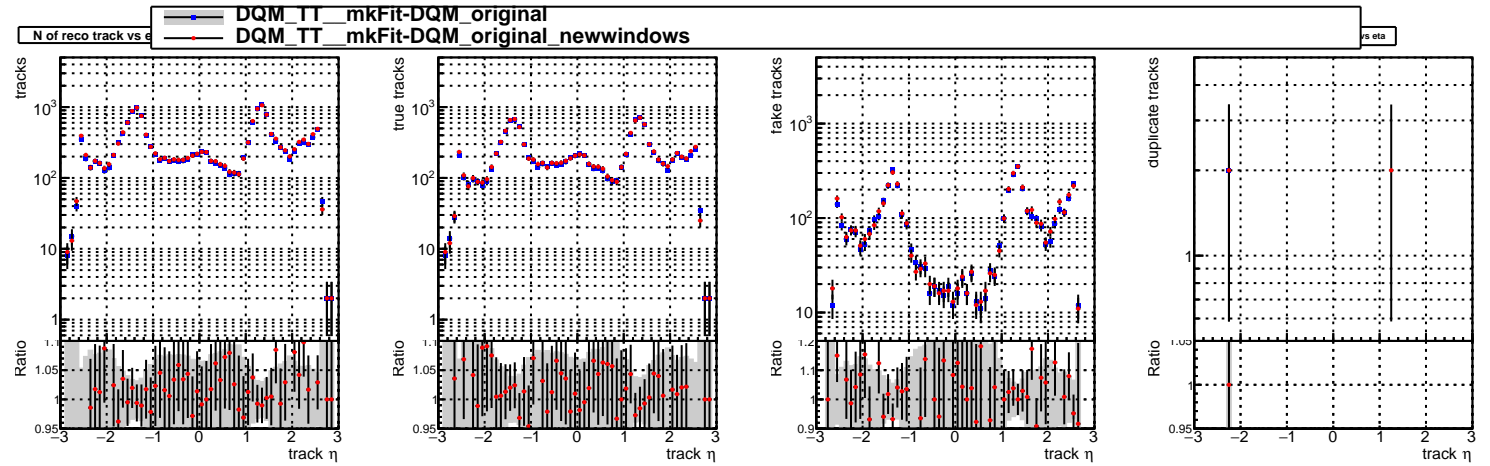 DQM_TT__mkFit-DQM_original
DQM_TT__mkFit-DQM_original_newwindows
N of reco track vs e
vs eta
tracks
10³
10²
10
1
Ratio
1.1
1.05
1
0.95
−3 −2 −1 0 1 2 3
track η
true tracks
10³
10²
10
1
Ratio
1.1
1.05
1
0.95
−3 −2 −1 0 1 2 3
track η
fake tracks
10³
10²
10
Ratio
1.2
1.1
1
0.9
−3 −2 −1 0 1 2 3
track η
duplicate tracks
1
Ratio
1.05
1
0.95
−3 −2 −1 0 1 2 3
track η